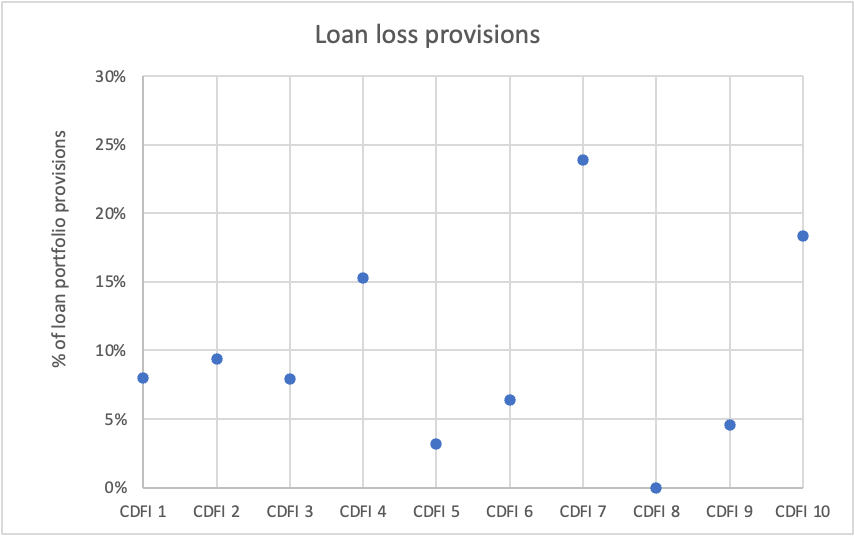 Loan loss provisions
% of loan portfolio provisions
30%
25%
20%
15%
10%
5%
0%
CDFI 1 CDFI 2 CDFI 3 CDFI 4 CDFI 5 CDFI 6 CDFI 7 CDFI 8 CDFI 9 CDFI 10